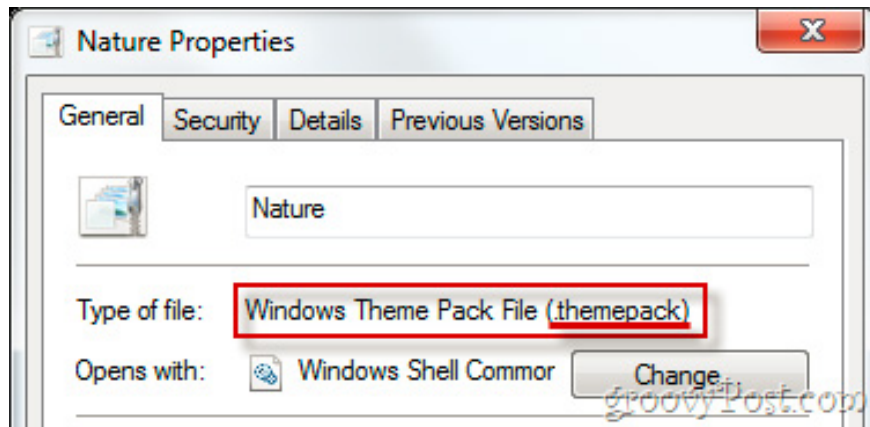 Nature Properties
X
General Security Details Previous Versions
Nature
Type of file: Windows Theme Pack File (.themepack)
Opens with: Windows Shell Commor Change...
groovyPost.com